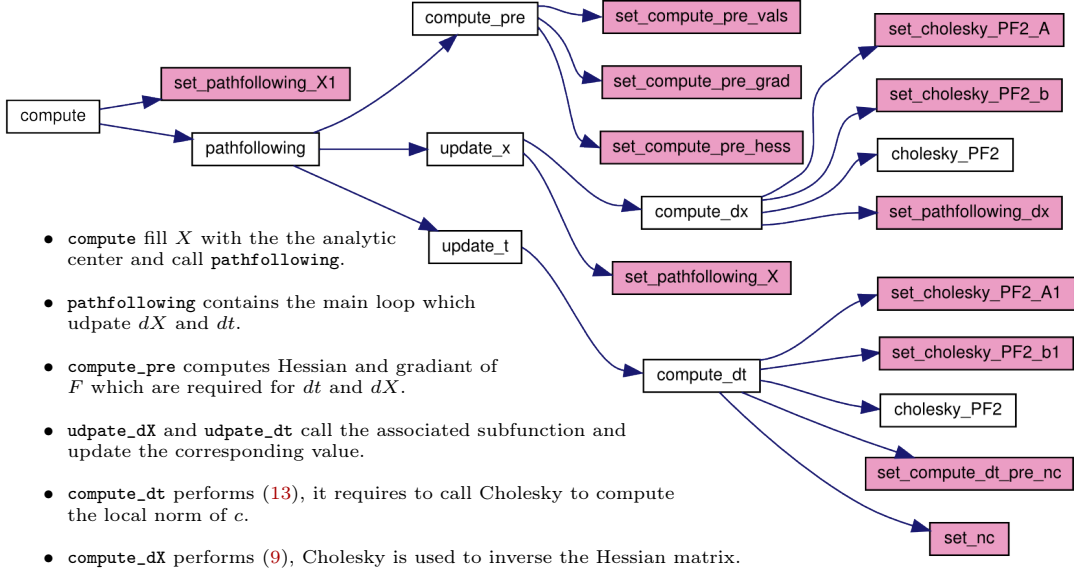 compute_pre
set_compute_pre_vals
set_cholesky_PF2_A
set_pathfollowing_X1
set_compute_pre_grad
set_cholesky_PF2_b
compute
pathfollowing
update_x
set_compute_pre_hess
cholesky_PF2
compute_dx
set_pathfollowing_dx
update_t
set_pathfollowing_X
set_cholesky_PF2_A1
set_cholesky_PF2_b1
compute_dt
cholesky_PF2
set_compute_dt_pre_nc
set_nc
• compute fill X with the the analytic
center and call pathfollowing.
• pathfollowing contains the main loop which
udpate dX and dt.
• compute_pre computes Hessian and gradiant of
F which are required for dt and dX.
• udpate_dX and udpate_dt call the associated subfunction and
update the corresponding value.
• compute_dt performs (13), it requires to call Cholesky to compute
the local norm of c.
• compute_dX performs (9), Cholesky is used to inverse the Hessian matrix.